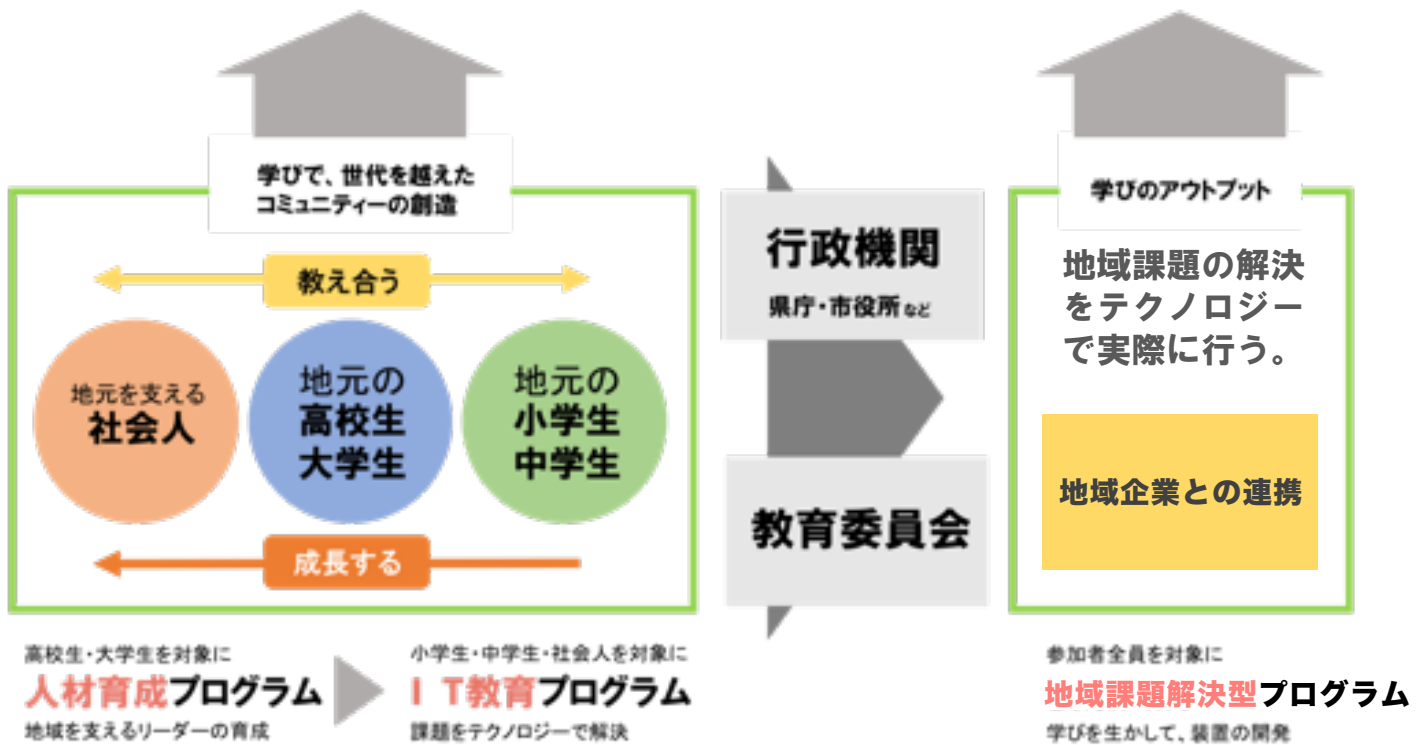 学びで、世代を越えた
コミュニティーの創造
教え合う
地元を支える
社会人
地元の
高校生
大学生
地元の
小学生
中学生
成長する
高校生・大学生を対象に
人材育成プログラム
地域を支えるリーダーの育成
小学生・中学生・社会人を対象に
IT教育プログラム
課題をテクノロジーで解決
行政機関
県庁・市役所など
教育委員会
学びのアウトプット
地域課題の解決
をテクノロジー
で実際に行う。
地域企業との連携
参加者全員を対象に
地域課題解決型プログラム
学びを生かして、装置の開発